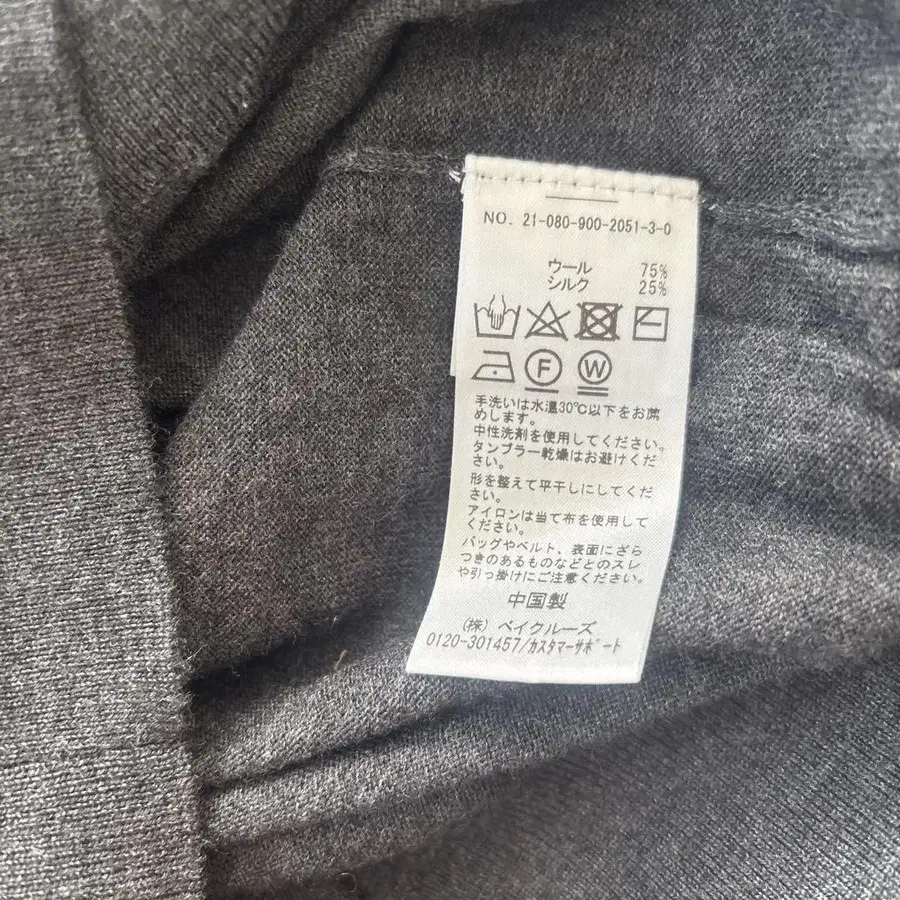 NO. 21-080-900-2051-3-0
ウール 75%
シルク 25%
F W
手洗いは水温30℃以下をお薦
めします。
中性洗剤を使用してください。
タンブラー乾燥はお避けくだ
さい。
形を整えて平干しにしてくだ
さい。
アイロンは当て布を使用して
ください。
バッグやベルト、表面にざら
つきのあるものなどとのスレ
や引っ掛けにご注意ください。
中国製
(株) ベイクルーズ
0120-301457/カスタマーサポート